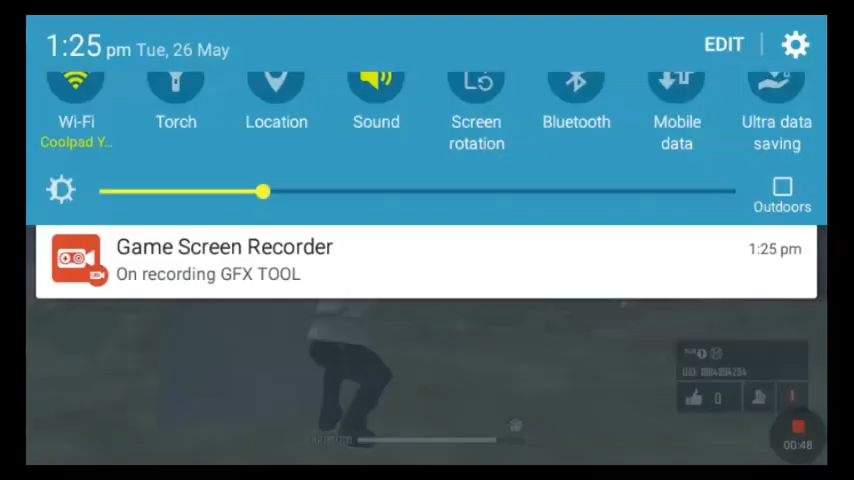 1:25 pm Tue, 26 May
EDIT
Wi-Fi
Coolpad Y...
Torch
Location
Sound
Screen rotation
Bluetooth
Mobile data
Ultra data saving
Outdoors
Game Screen Recorder
1:25 pm
On recording GFX TOOL
0
00:48